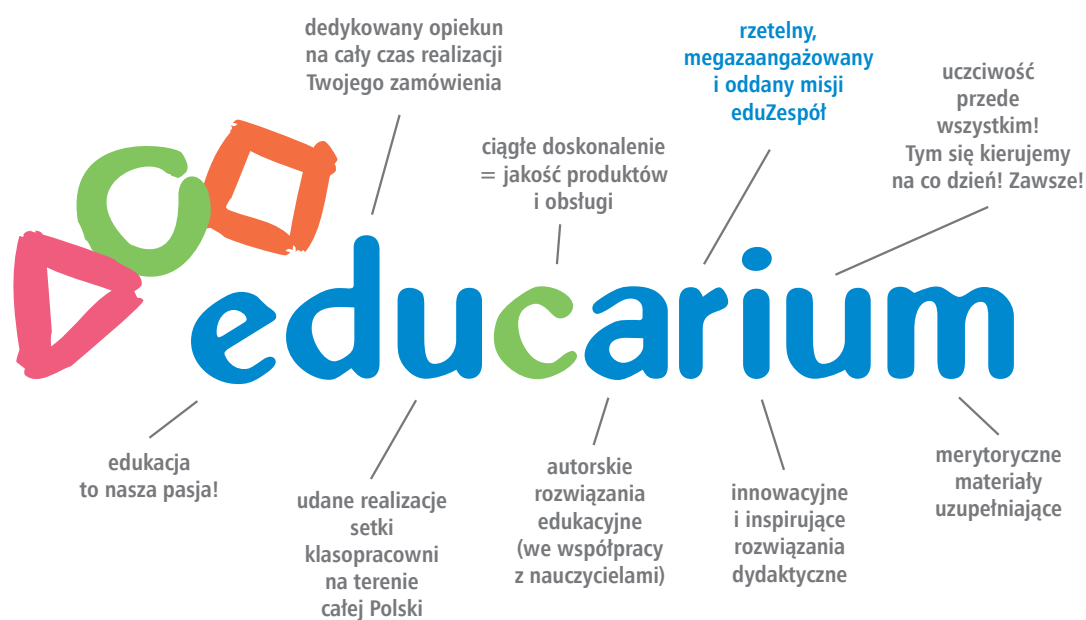 dedykowany opiekun
na cały czas realizacji
Twojego zamówienia
ciągłe doskonalenie
= jakość produktów
i obsługi
rzetelny,
megazaangażowany
i oddany misji
eduZespół
uczciwość
przede
wszystkim!
Tym się kierujemy
na co dzień! Zawsze!
educarium
edukacja
to nasza pasja!
udane realizacje
setki
klasopracowni
na terenie
całej Polski
autorskie
rozwiązania
edukacyjne
(we współpracy
z nauczycielami)
innowacyjne
i inspirujące
rozwiązania
dydaktyczne
merytoryczne
materiały
uzupełniające